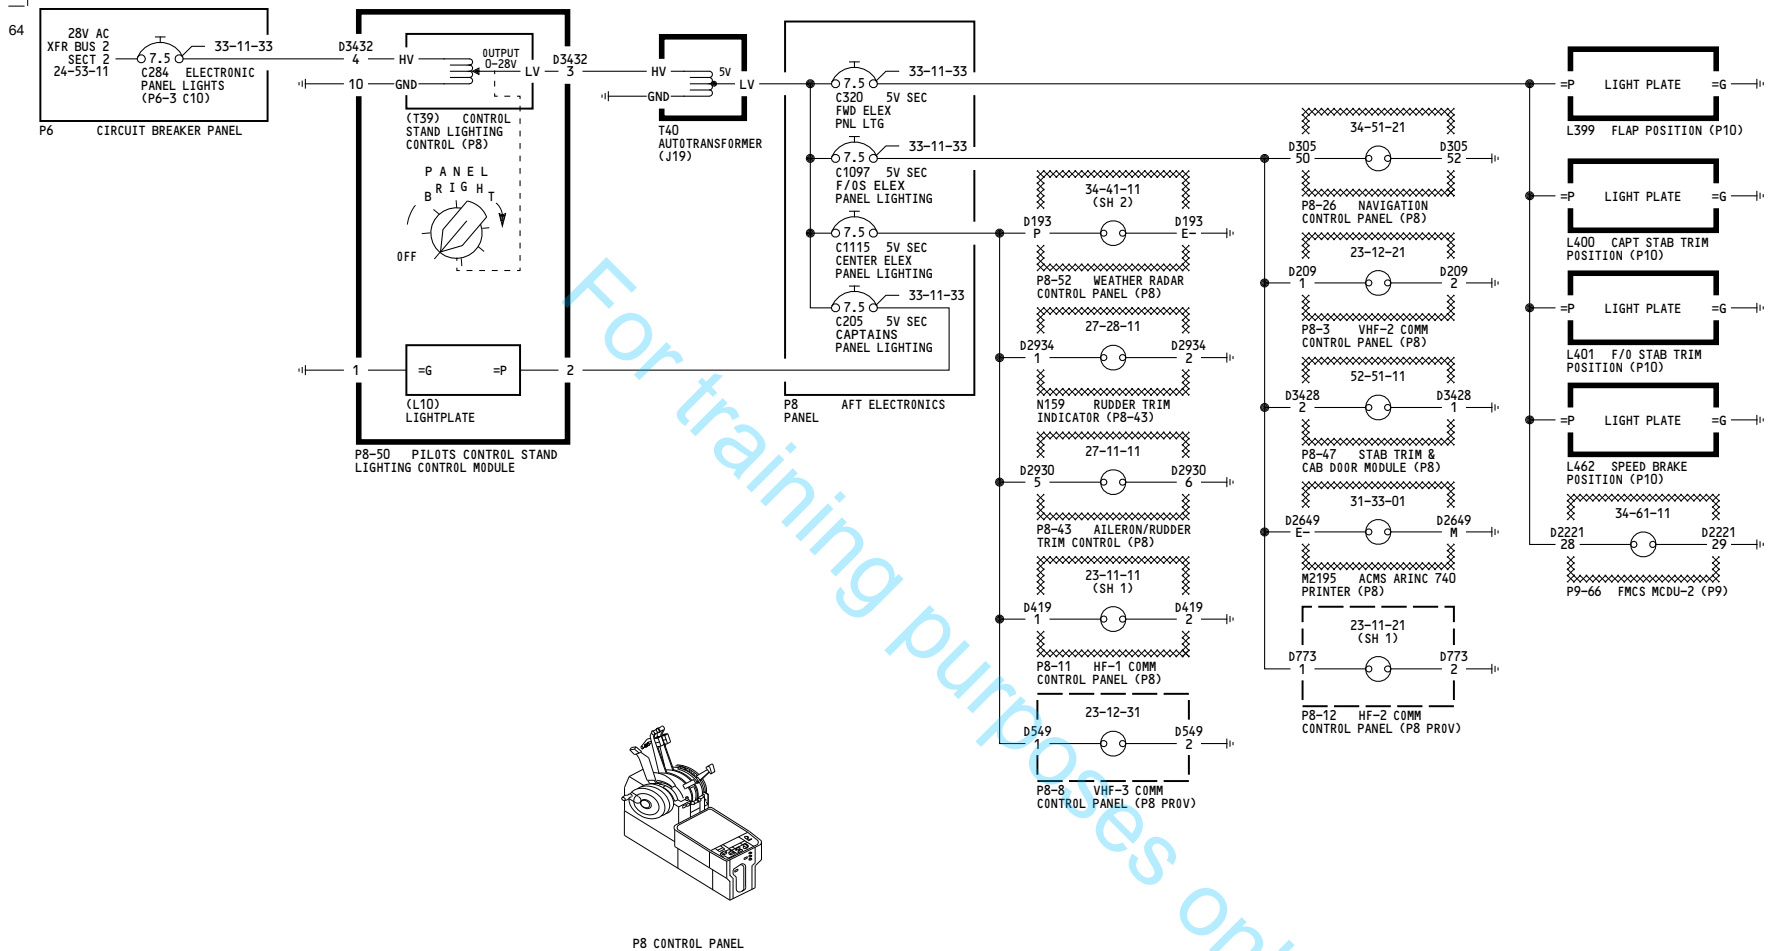 64
28V AC
XFR BUS 2
SECT 2
24-53-11
7.5
33-11-33
C284 ELECTRONIC
PANEL LIGHTS
(P6-3 C10)
P6 CIRCUIT BREAKER PANEL
D3432
4
HV
10
GND
OUTPUT
0-28V
LV
D3432
3
(T39) CONTROL
STAND LIGHTING
CONTROL (P8)
PANEL
BRIGHT
OFF
1
=G
=P
2
(L10)
LIGHTPLATE
P8-50 PILOTS CONTROL STAND
LIGHTING CONTROL MODULE
HV
5V
LV
GND
T40
AUTOTRANSFORMER
(J19)
7.5
33-11-33
C320 5V SEC
FWD ELEX
PNL LTG
7.5
33-11-33
C1097 5V SEC
F/OS ELEX
PANEL LIGHTING
7.5
C1115 5V SEC
CENTER ELEX
PANEL LIGHTING
7.5
33-11-33
C205 5V SEC
CAPTAINS
PANEL LIGHTING
P8 AFT ELECTRONICS
PANEL
34-41-11
(SH 2)
D193
P
D193
E-
P8-52 WEATHER RADAR
CONTROL PANEL (P8)
27-28-11
D2934
1
D2934
2
N159 RUDDER TRIM
INDICATOR (P8-43)
27-11-11
D2930
5
D2930
6
P8-43 AILERON/RUDDER
TRIM CONTROL (P8)
23-11-11
(SH 1)
D419
1
D419
2
P8-11 HF-1 COMM
CONTROL PANEL (P8)
23-12-31
D549
1
D549
2
P8-8 VHF-3 COMM
CONTROL PANEL (P8 PROV)
34-51-21
D305
50
D305
52
P8-26 NAVIGATION
CONTROL PANEL (P8)
23-12-21
D209
1
D209
2
P8-3 VHF-2 COMM
CONTROL PANEL (P8)
52-51-11
D3428
2
D3428
1
P8-47 STAB TRIM &
CAB DOOR MODULE (P8)
31-33-01
D2649
E-
D2649
M
M2195 ACMS ARINC 740
PRINTER (P8)
23-11-21
(SH 1)
D773
1
D773
2
P8-12 HF-2 COMM
CONTROL PANEL (P8 PROV)
=P LIGHT PLATE =G
L399 FLAP POSITION (P10)
=P LIGHT PLATE =G
L400 CAPT STAB TRIM
POSITION (P10)
=P LIGHT PLATE =G
L401 F/O STAB TRIM
POSITION (P10)
=P LIGHT PLATE =G
L462 SPEED BRAKE
POSITION (P10)
34-61-11
D2221
28
D2221
29
P9-66 FMCS MCDU-2 (P9)
P8 CONTROL PANEL
For training purposes